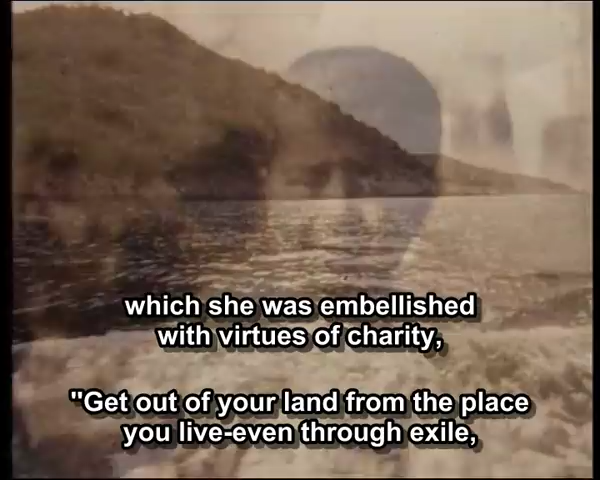 which she was embellished
with virtues of charity,
"Get out of your land from the place
you live-even through exile,